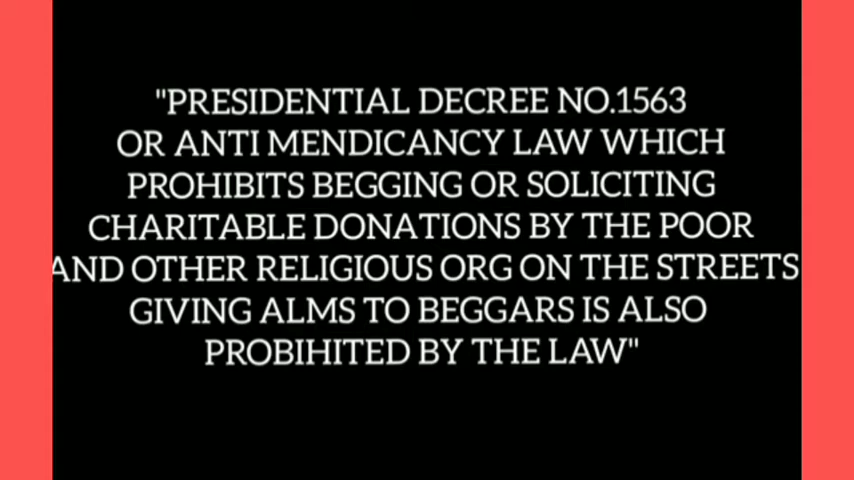 "PRESIDENTIAL DECREE NO.1563
OR ANTI MENDICANCY LAW WHICH
PROHIBITS BEGGING OR SOLICITING
CHARITABLE DONATIONS BY THE POOR
AND OTHER RELIGIOUS ORG ON THE STREETS
GIVING ALMS TO BEGGARS IS ALSO
PROBIHITED BY THE LAW"